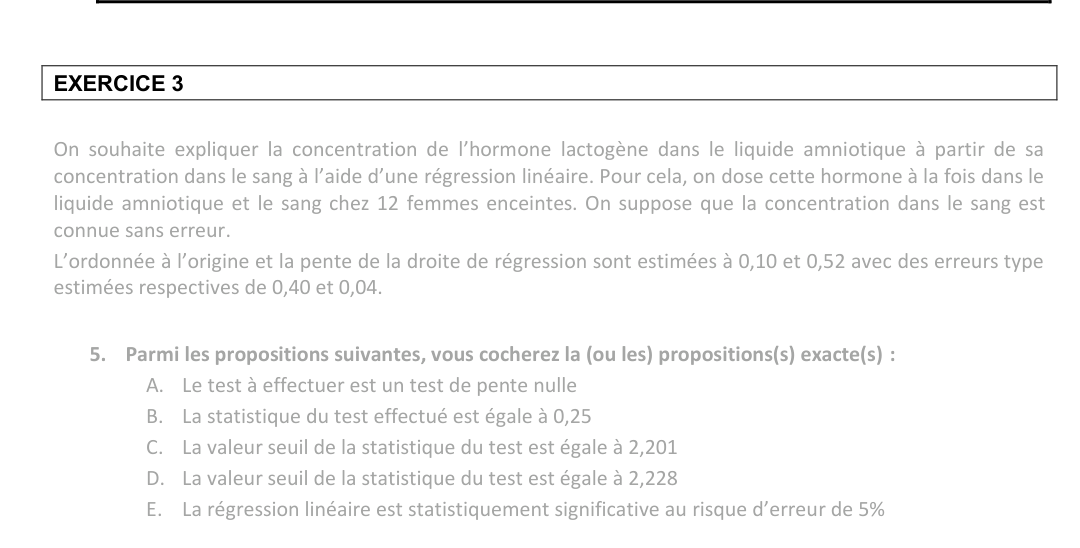 EXERCICE 3
On souhaite expliquer la concentration de l’hormone lactogène dans le liquide amniotique à partir de sa
concentration dans le sang à l’aide d’une régression linéaire. Pour cela, on dose cette hormone à la fois dans le
liquide amniotique et le sang chez 12 femmes enceintes. On suppose que la concentration dans le sang est
connue sans erreur.
L’ordonnée à l’origine et la pente de la droite de régression sont estimées à 0,10 et 0,52 avec des erreurs type
estimées respectives de 0,40 et 0,04.
5. Parmi les propositions suivantes, vous cocherez la (ou les) propositions(s) exacte(s) :
A. Le test à effectuer est un test de pente nulle
B. La statistique du test effectué est égale à 0,25
C. La valeur seuil de la statistique du test est égale à 2,201
D. La valeur seuil de la statistique du test est égale à 2,228
E. La régression linéaire est statistiquement significative au risque d’erreur de 5%